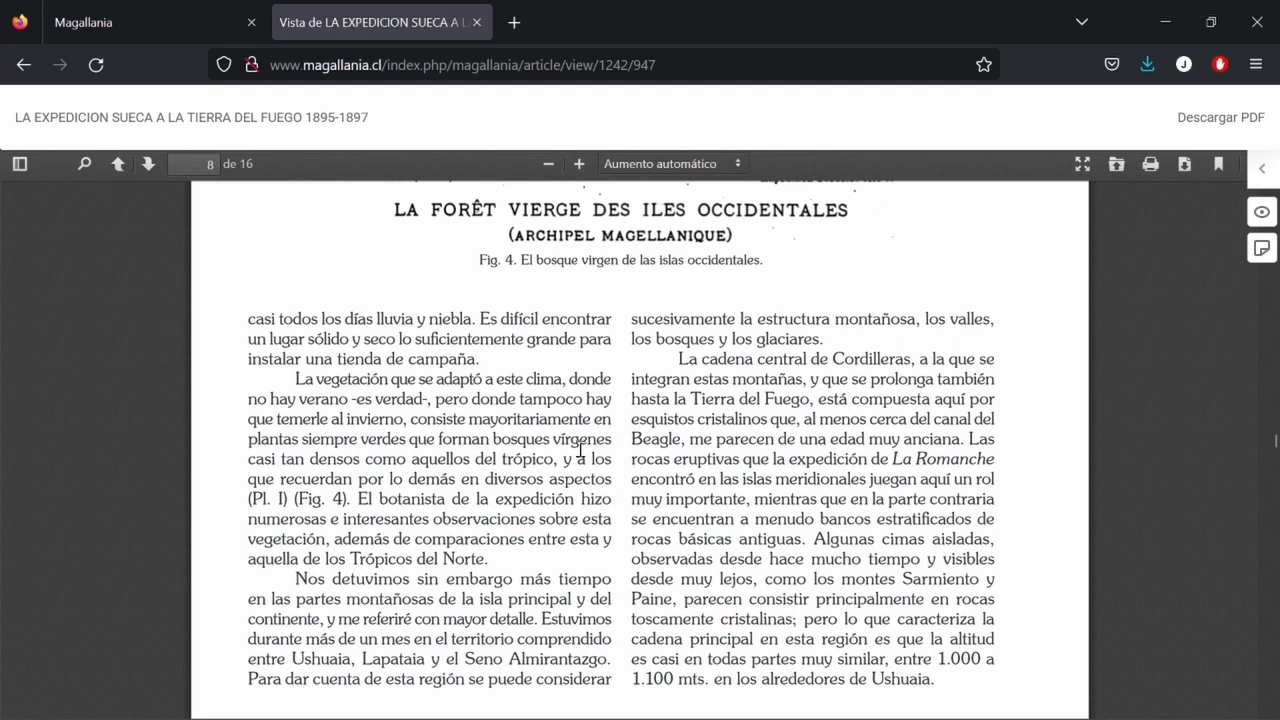 Magallania
Vista de LA EXPEDICION SUECA A L
www.magallania.cl/index.php/magallania/article/view/1242/947
J
LA EXPEDICION SUECA A LA TIERRA DEL FUEGO 1895-1897
Descargar PDF
8 de 16
Aumento automático
LA FORÊT VIERGE DES ILES OCCIDENTALES
(ARCHIPEL MAGELLANIQUE)
Fig. 4. El bosque virgen de las islas occidentales.
casi todos los días lluvia y niebla. Es difícil encontrar
un lugar sólido y seco lo suficientemente grande para
instalar una tienda de campaña.
La vegetación que se adaptó a este clima, donde
no hay verano -es verdad-, pero donde tampoco hay
que temerle al invierno, consiste mayoritariamente en
plantas siempre verdes que forman bosques vírgenes
casi tan densos como aquellos del trópico, y a los
que recuerdan por lo demás en diversos aspectos
(Pl. I) (Fig. 4). El botanista de la expedición hizo
numerosas e interesantes observaciones sobre esta
vegetación, además de comparaciones entre esta y
aquella de los Trópicos del Norte.
Nos detuvimos sin embargo más tiempo
en las partes montañosas de la isla principal y del
continente, y me referiré con mayor detalle. Estuvimos
durante más de un mes en el territorio comprendido
entre Ushuaia, Lapataia y el Seno Almirantazgo.
Para dar cuenta de esta región se puede considerar
sucesivamente la estructura montañosa, los valles,
los bosques y los glaciares.
La cadena central de Cordilleras, a la que se
integran estas montañas, y que se prolonga también
hasta la Tierra del Fuego, está compuesta aquí por
esquistos cristalinos que, al menos cerca del canal del
Beagle, me parecen de una edad muy anciana. Las
rocas eruptivas que la expedición de La Romanche
encontró en las islas meridionales juegan aquí un rol
muy importante, mientras que en la parte contraria
se encuentran a menudo bancos estratificados de
rocas básicas antiguas. Algunas cimas aisladas,
observadas desde hace mucho tiempo y visibles
desde muy lejos, como los montes Sarmiento y
Paine, parecen consistir principalmente en rocas
toscamente cristalinas; pero lo que caracteriza la
cadena principal en esta región es que la altitud
es casi en todas partes muy similar, entre 1.000 a
1.100 mts. en los alrededores de Ushuaia.